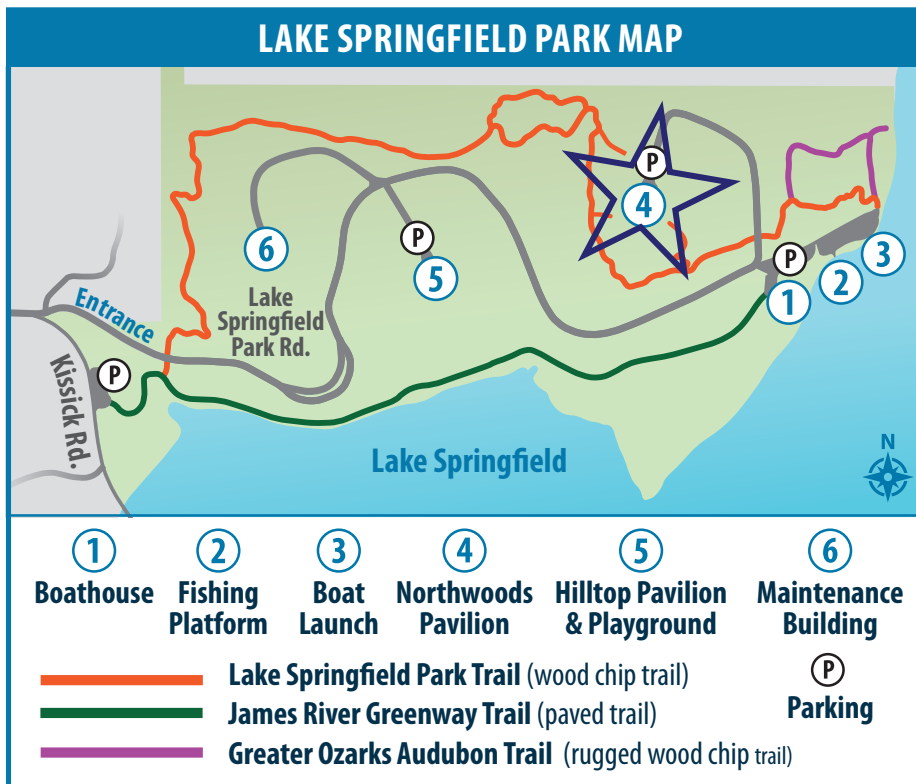 LAKE SPRINGFIELD PARK MAP
P
4
6
P
5
Lake
Springfield
Park Rd.
P
1
2
3
Entrance
P
Kissick Rd.
Lake Springfield
N
1
Boathouse
2
Fishing
Platform
3
Boat
Launch
4
Northwoods
Pavilion
5
Hilltop Pavilion
& Playground
6
Maintenance
Building
Lake Springfield Park Trail (wood chip trail)
James River Greenway Trail (paved trail)
Greater Ozarks Audubon Trail (rugged wood chip trail)
P
Parking